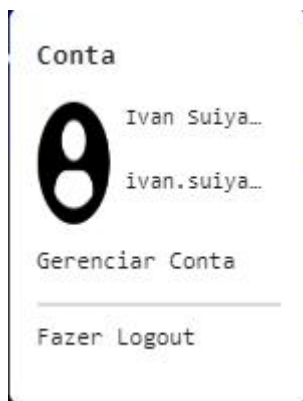 Conta
Ivan Suiya…
ivan.suiya…
Gerenciar Conta
Fazer Logout